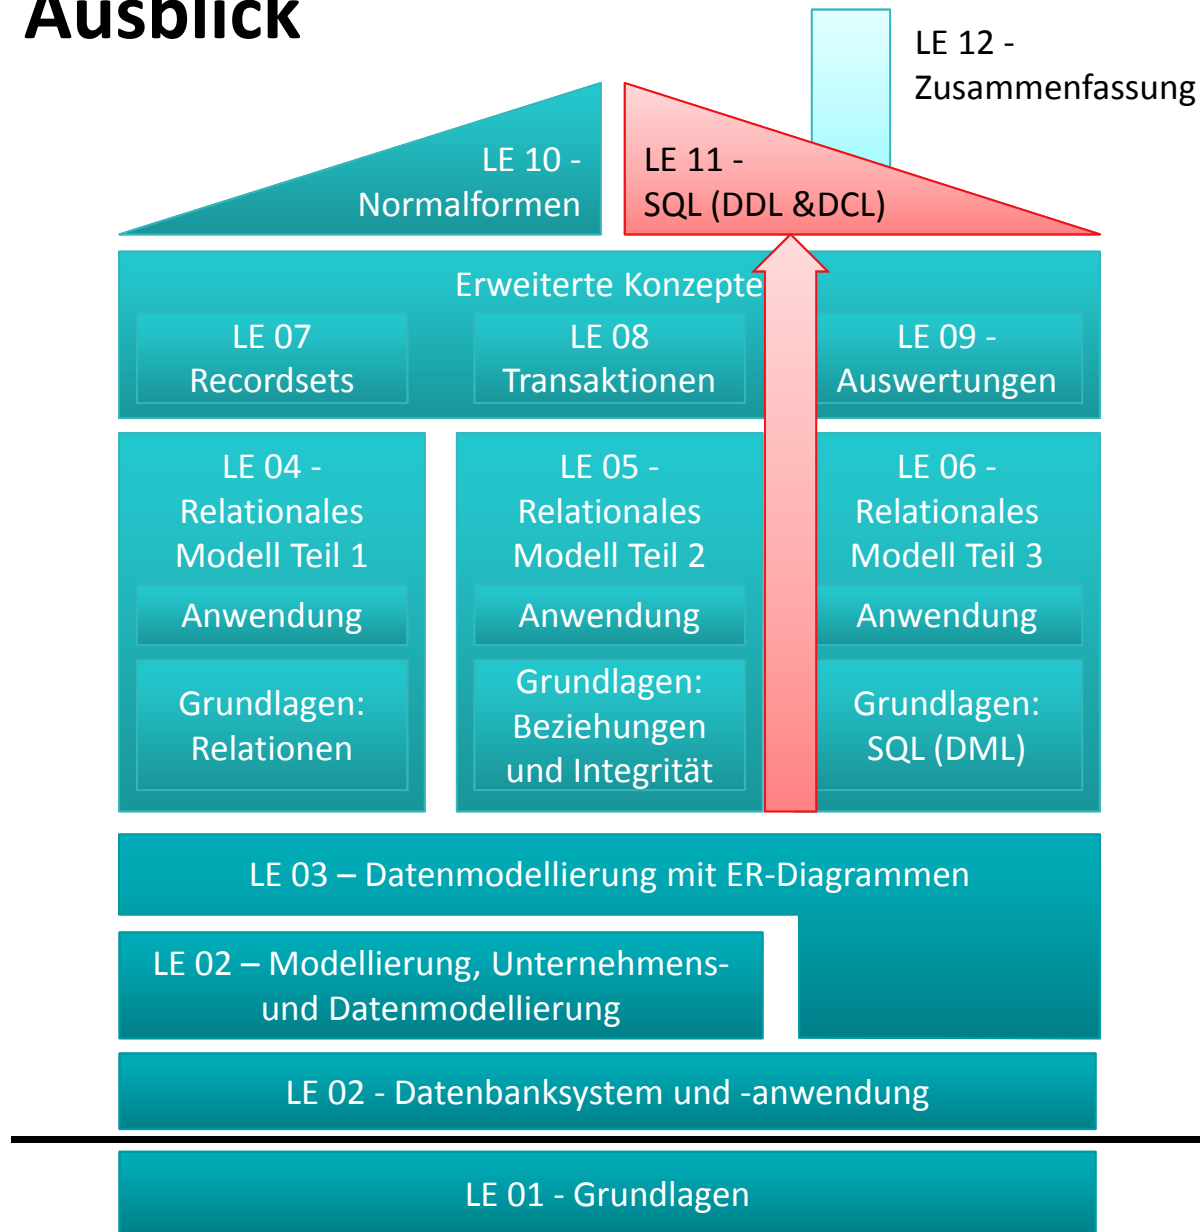 Ausblick
LE 12 -
Zusammenfassung
LE 10 -
Normalformen
LE 11 -
SQL (DDL &DCL)
Erweiterte Konzepte
LE 07
Recordsets
LE 08
Transaktionen
LE 09 -
Auswertungen
LE 04 -
Relationales
Modell Teil 1
Anwendung
Grundlagen:
Relationen
LE 05 -
Relationales
Modell Teil 2
Anwendung
Grundlagen:
Beziehungen
und Integrität
LE 06 -
Relationales
Modell Teil 3
Anwendung
Grundlagen:
SQL (DML)
LE 03 – Datenmodellierung mit ER-Diagrammen
LE 02 – Modellierung, Unternehmens-
und Datenmodellierung
LE 02 - Datenbanksystem und -anwendung
LE 01 - Grundlagen